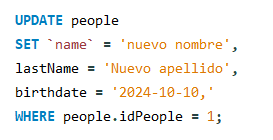 UPDATE people
SET `name` = 'nuevo nombre',
lastName = 'Nuevo apellido',
birthdate = '2024-10-10,'
WHERE people.idPeople = 1;